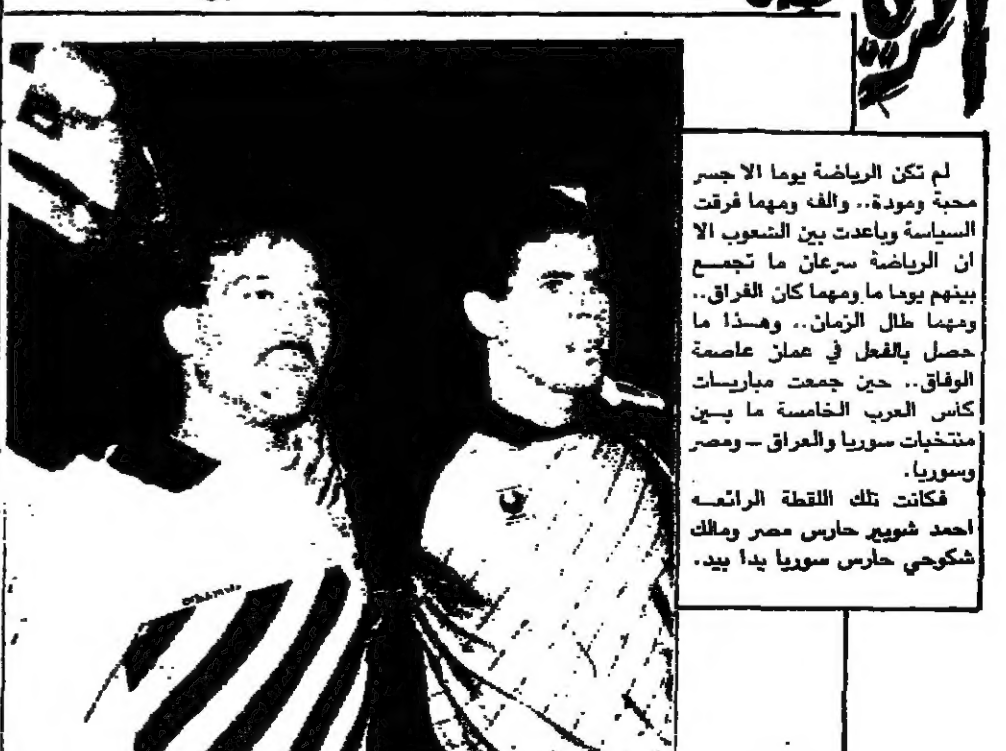 لم تكن الرياضة يوما الا جسر
محبة ومودة.. والفه ومهما فرقت
السياسة وباعدت بين الشعوب الا
ان الرياضة سرعان ما تجمع
بينهم يوما ما ومهما كان الفراق..
ومهما طال الزمان.. وهذا ما
حصل بالفعل في عمان عاصمة
الوفاق.. حين جمعت مباريات
كاس العرب الخامسة ما بين
منتخبات سوريا والعراق – ومصر
وسوريا.
فكانت تلك اللقطة الرائعه
احمد شوبير حارس مصر ومالك
شكوحي حارس سوريا يدا بيد.